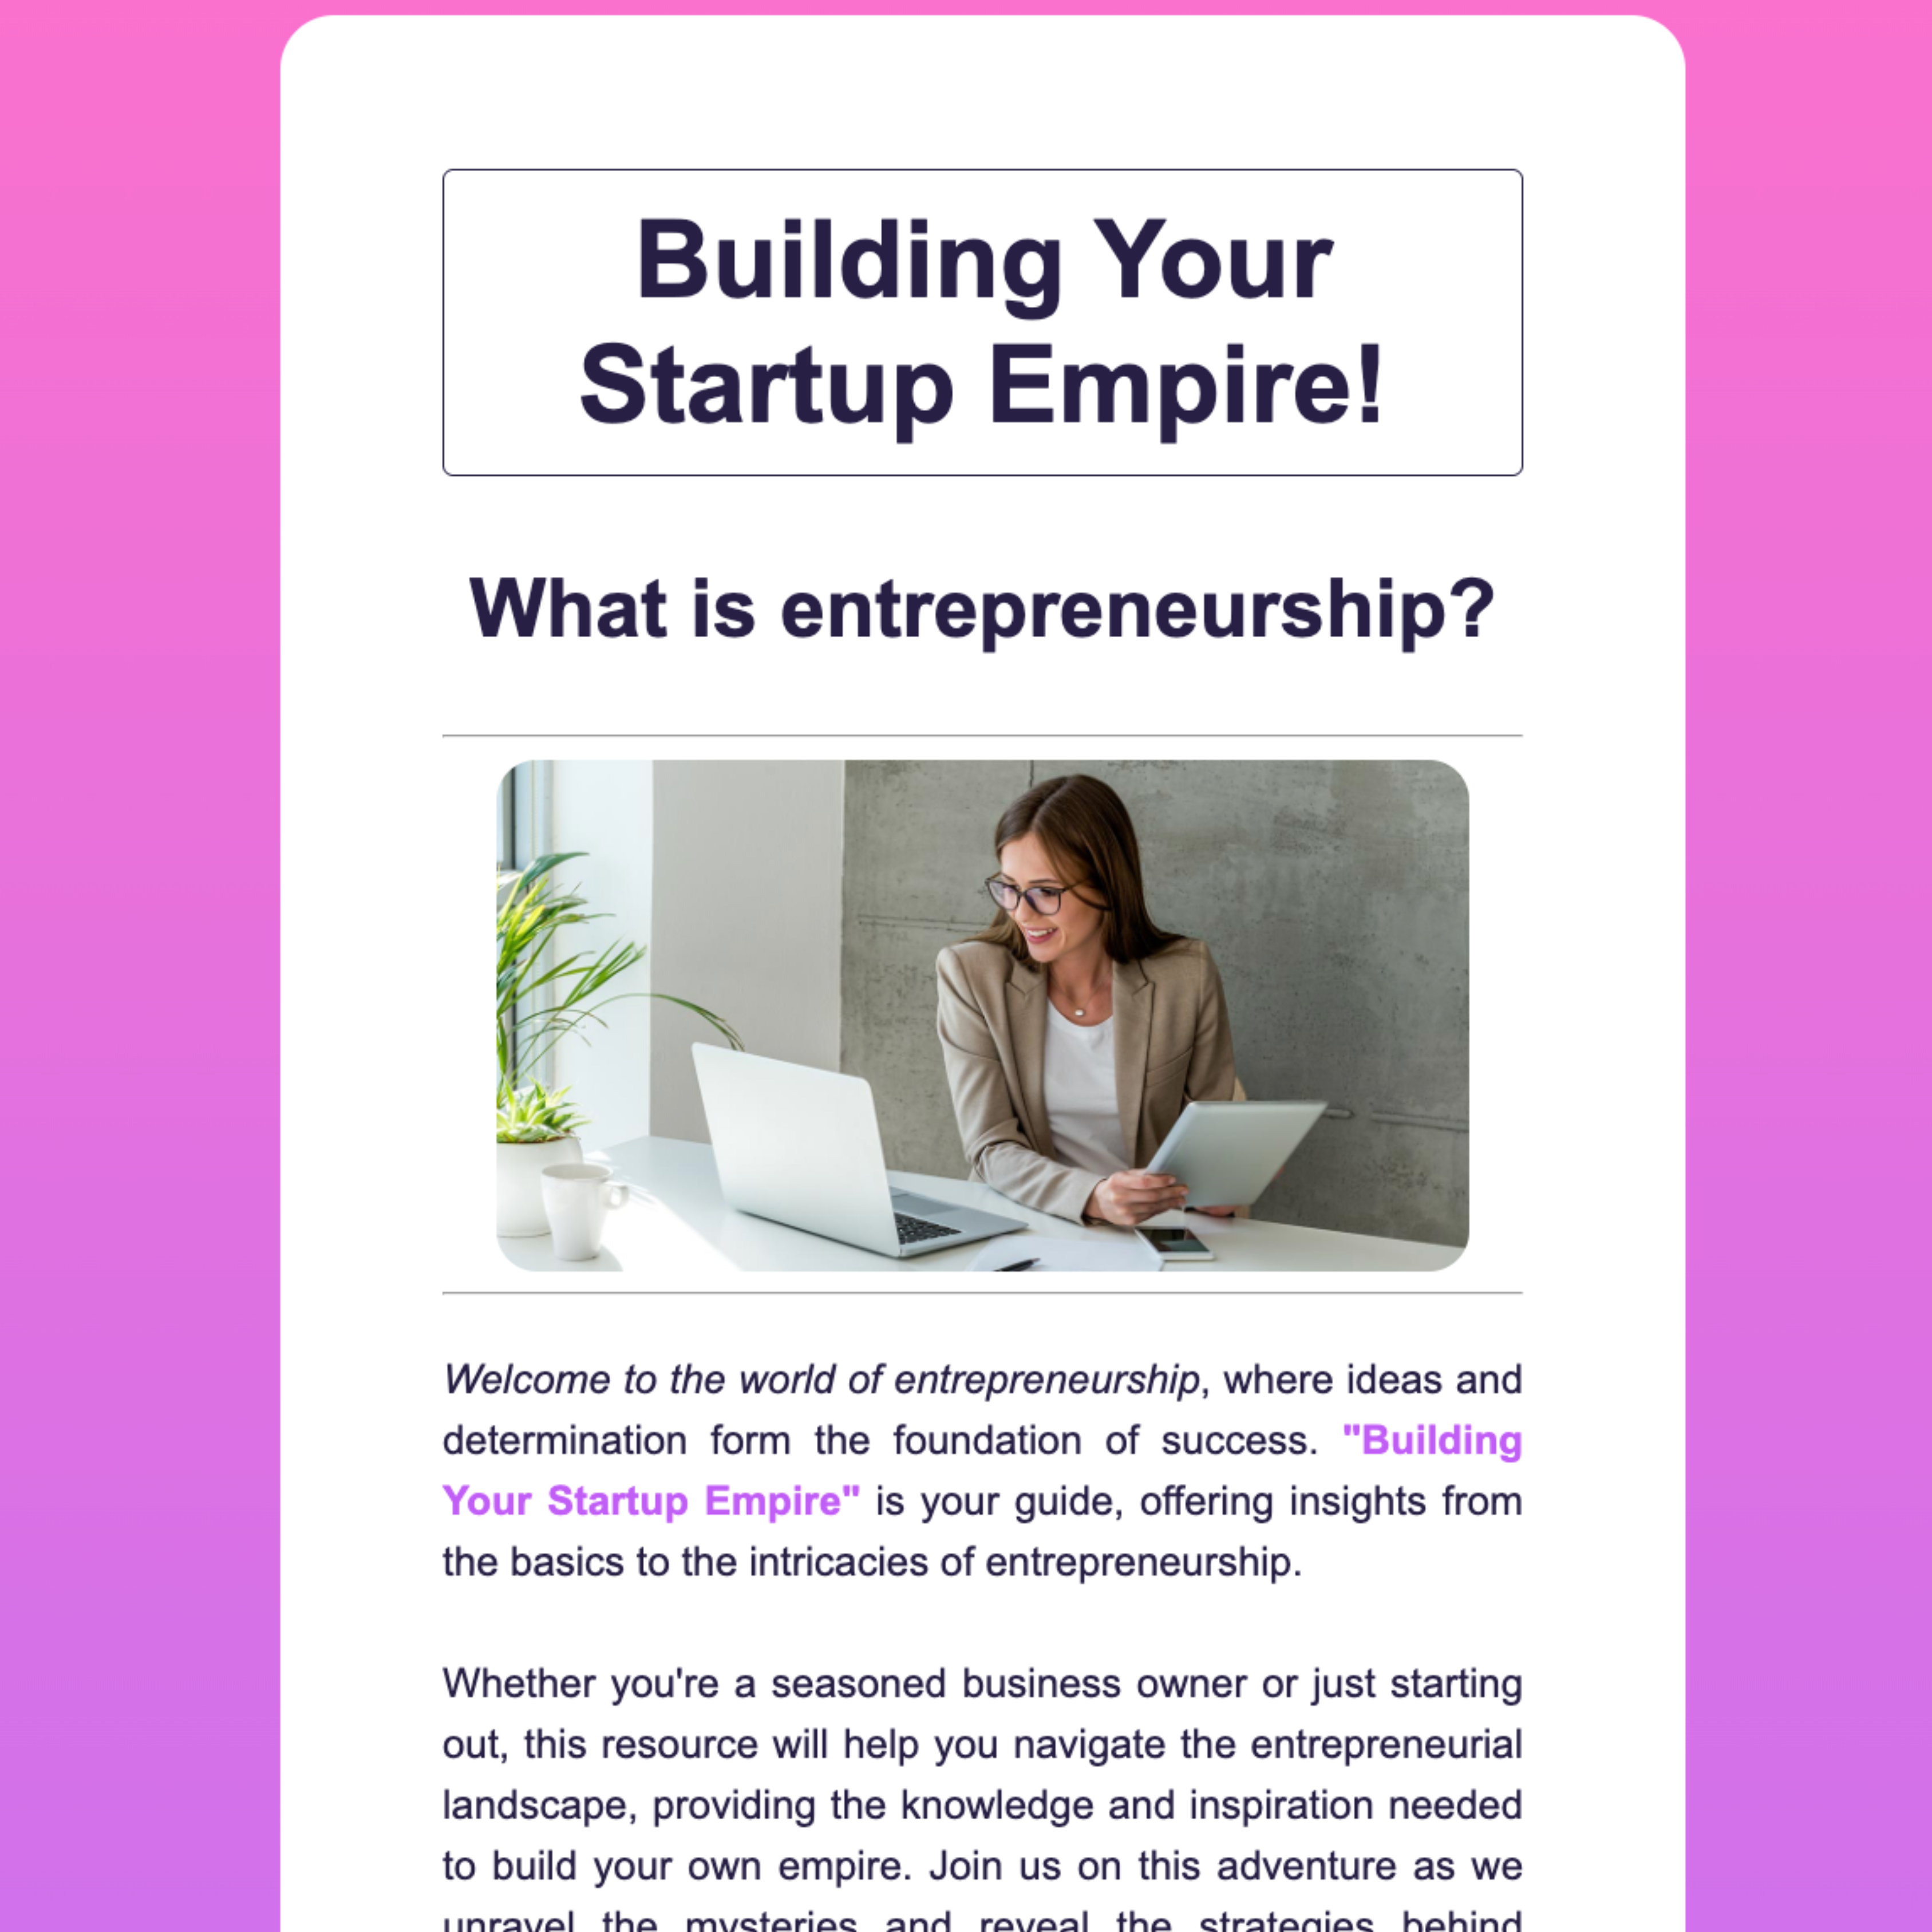 Building Your
Startup Empire!
What is entrepreneurship?
Welcome to the world of entrepreneurship, where ideas and
determination form the foundation of success. "Building
Your Startup Empire" is your guide, offering insights from
the basics to the intricacies of entrepreneurship.
Whether you're a seasoned business owner or just starting
out, this resource will help you navigate the entrepreneurial
landscape, providing the knowledge and inspiration needed
to build your own empire. Join us on this adventure as we
unravel the mysteries and reveal the strategies behind